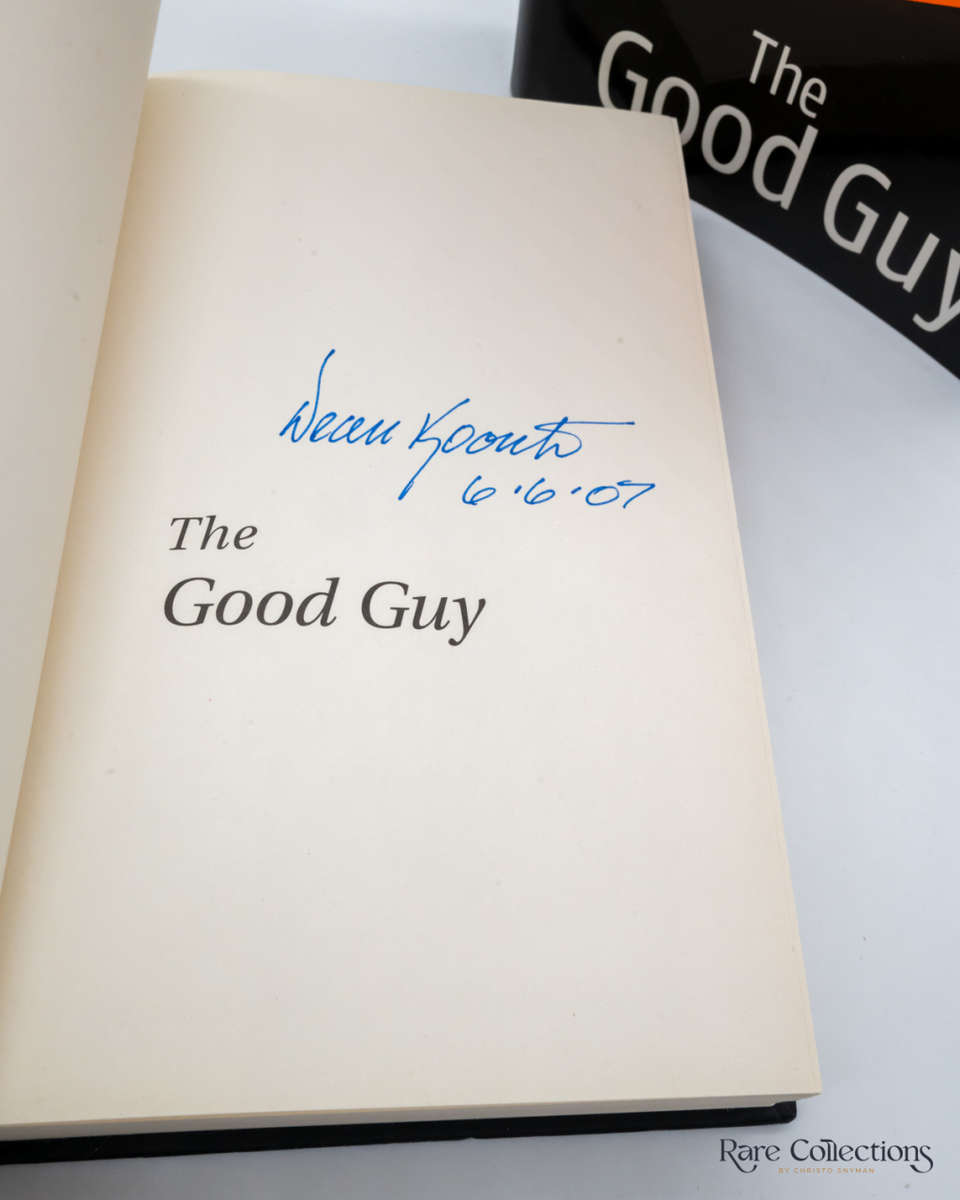 The
Good Guy
Dean Koontz
6.6.07
The
Good Guy
Rare Collections
BY CHRISTO SNYMAN